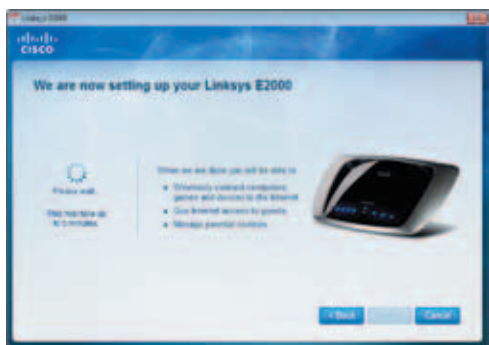 Linksys E2000
CISCO
We are now setting up your Linksys E2000
Please wait.
This may take up
to 5 minutes.
When we are done you will be able to
Wirelessly connect computers,
games and devices to the Internet
Give Internet access to guests
Manage parental controls
< Back
Cancel